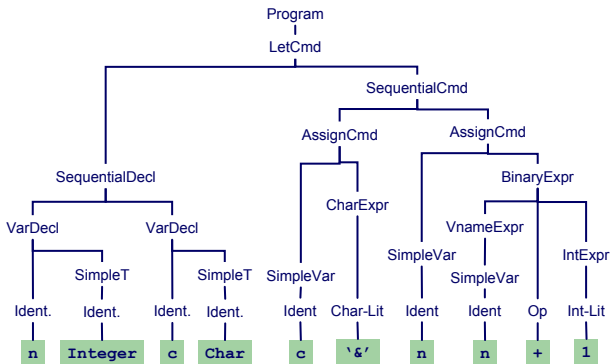 Program
LetCmd
SequentialCmd
AssignCmd AssignCmd
SequentialDecl BinaryExpr
CharExpr
VarDecl VarDecl VnameExpr
SimpleVar IntExpr
SimpleT SimpleT SimpleVar SimpleVar
Ident. Ident. Ident. Ident. Ident Char-Lit Ident Ident Op Int-Lit
n Integer c Char c ‘&’ n n + 1